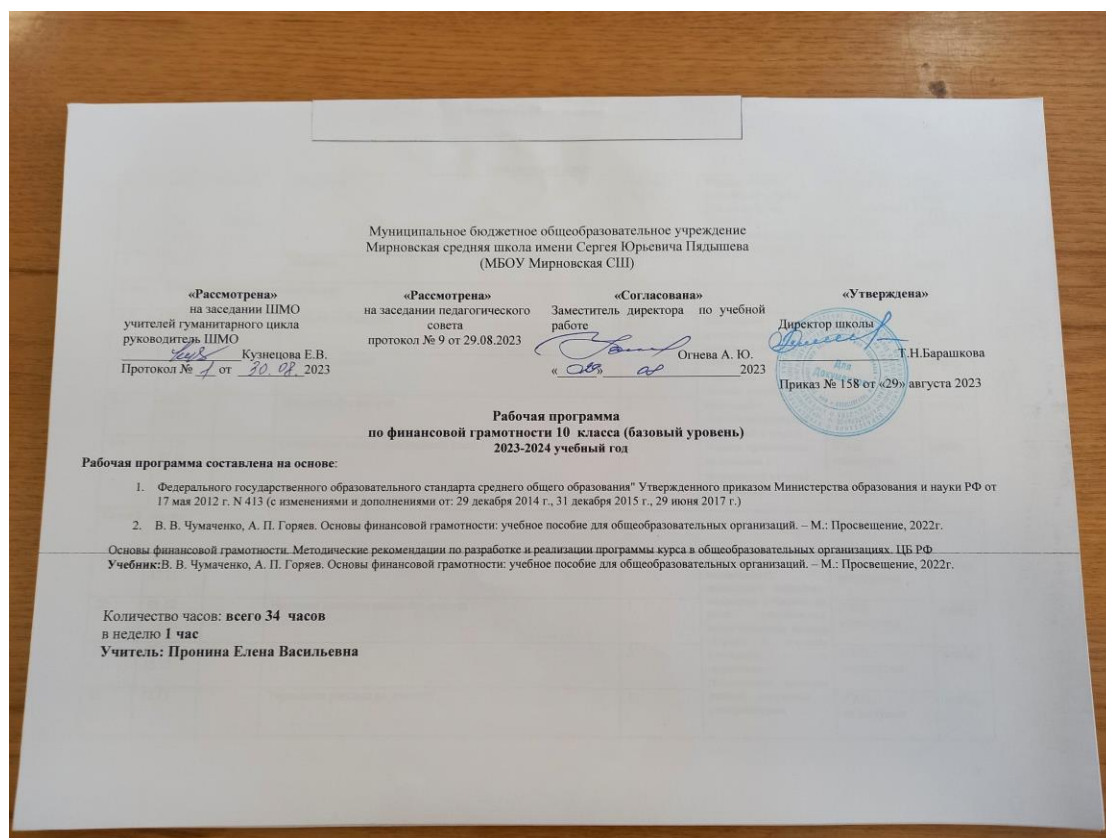 Муниципальное бюджетное общеобразовательное учреждение
Мирновская средняя школа имени Сергея Юрьевича Пядышева
(МБОУ Мирновская СШ)
«Рассмотрена»
на заседании ШМО
учителей гуманитарного цикла
руководитель ШМО
Кузнецова Е.В.
Протокол № 1 от 30.08. 2023
«Рассмотрена»
на заседании педагогического
совета
протокол № 9 от 29.08.2023
«Согласована»
Заместитель директора по учебной
работе
Огнева А. Ю.
«29» 08 2023
«Утверждена»
Директор школы
Т.Н.Барашкова
Приказ № 158 от «29» августа 2023
Для
Документов
Рабочая программа
по финансовой грамотности 10 класса (базовый уровень)
2023-2024 учебный год
Рабочая программа составлена на основе:
1. Федерального государственного образовательного стандарта среднего общего образования" Утвержденного приказом Министерства образования и науки РФ от
17 мая 2012 г. N 413 (с изменениями и дополнениями от: 29 декабря 2014 г., 31 декабря 2015 г., 29 июня 2017 г.)
2. В. В. Чумаченко, А. П. Горяев. Основы финансовой грамотности: учебное пособие для общеобразовательных организаций. – М.: Просвещение, 2022г.
Основы финансовой грамотности. Методические рекомендации по разработке и реализации программы курса в общеобразовательных организациях. ЦБ РФ
Учебник:В. В. Чумаченко, А. П. Горяев. Основы финансовой грамотности: учебное пособие для общеобразовательных организаций. – М.: Просвещение, 2022г.
Количество часов: всего 34 часов
в неделю 1 час
Учитель: Пронина Елена Васильевна